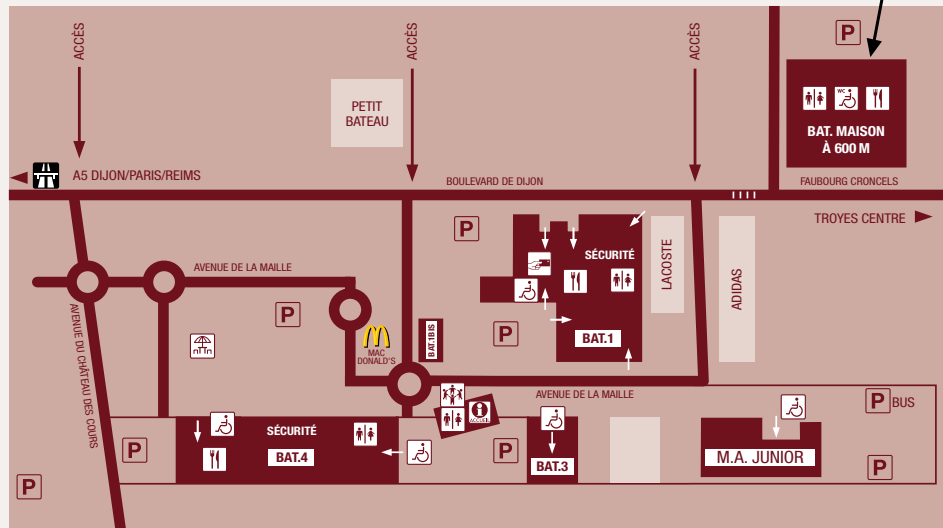 ACCÈS
ACCÈS
ACCÈS
P
PETIT
BATEAU
WC
BAT. MAISON
À 600 M
A5 DIJON/PARIS/REIMS
BOULEVARD DE DIJON
FAUBOURG CRONCELS
TROYES CENTRE
P
SÉCURITÉ
LACOSTE
ADIDAS
AVENUE DE LA MAILLE
P
AVENUE DU CHÂTEAU DES COURS
MAC
DONALD'S
BAT.1BIS
P
BAT.1
AVENUE DE LA MAILLE
ACCUEIL
P BUS
SÉCURITÉ
P
BAT.4
P
BAT.3
M.A. JUNIOR
P
P